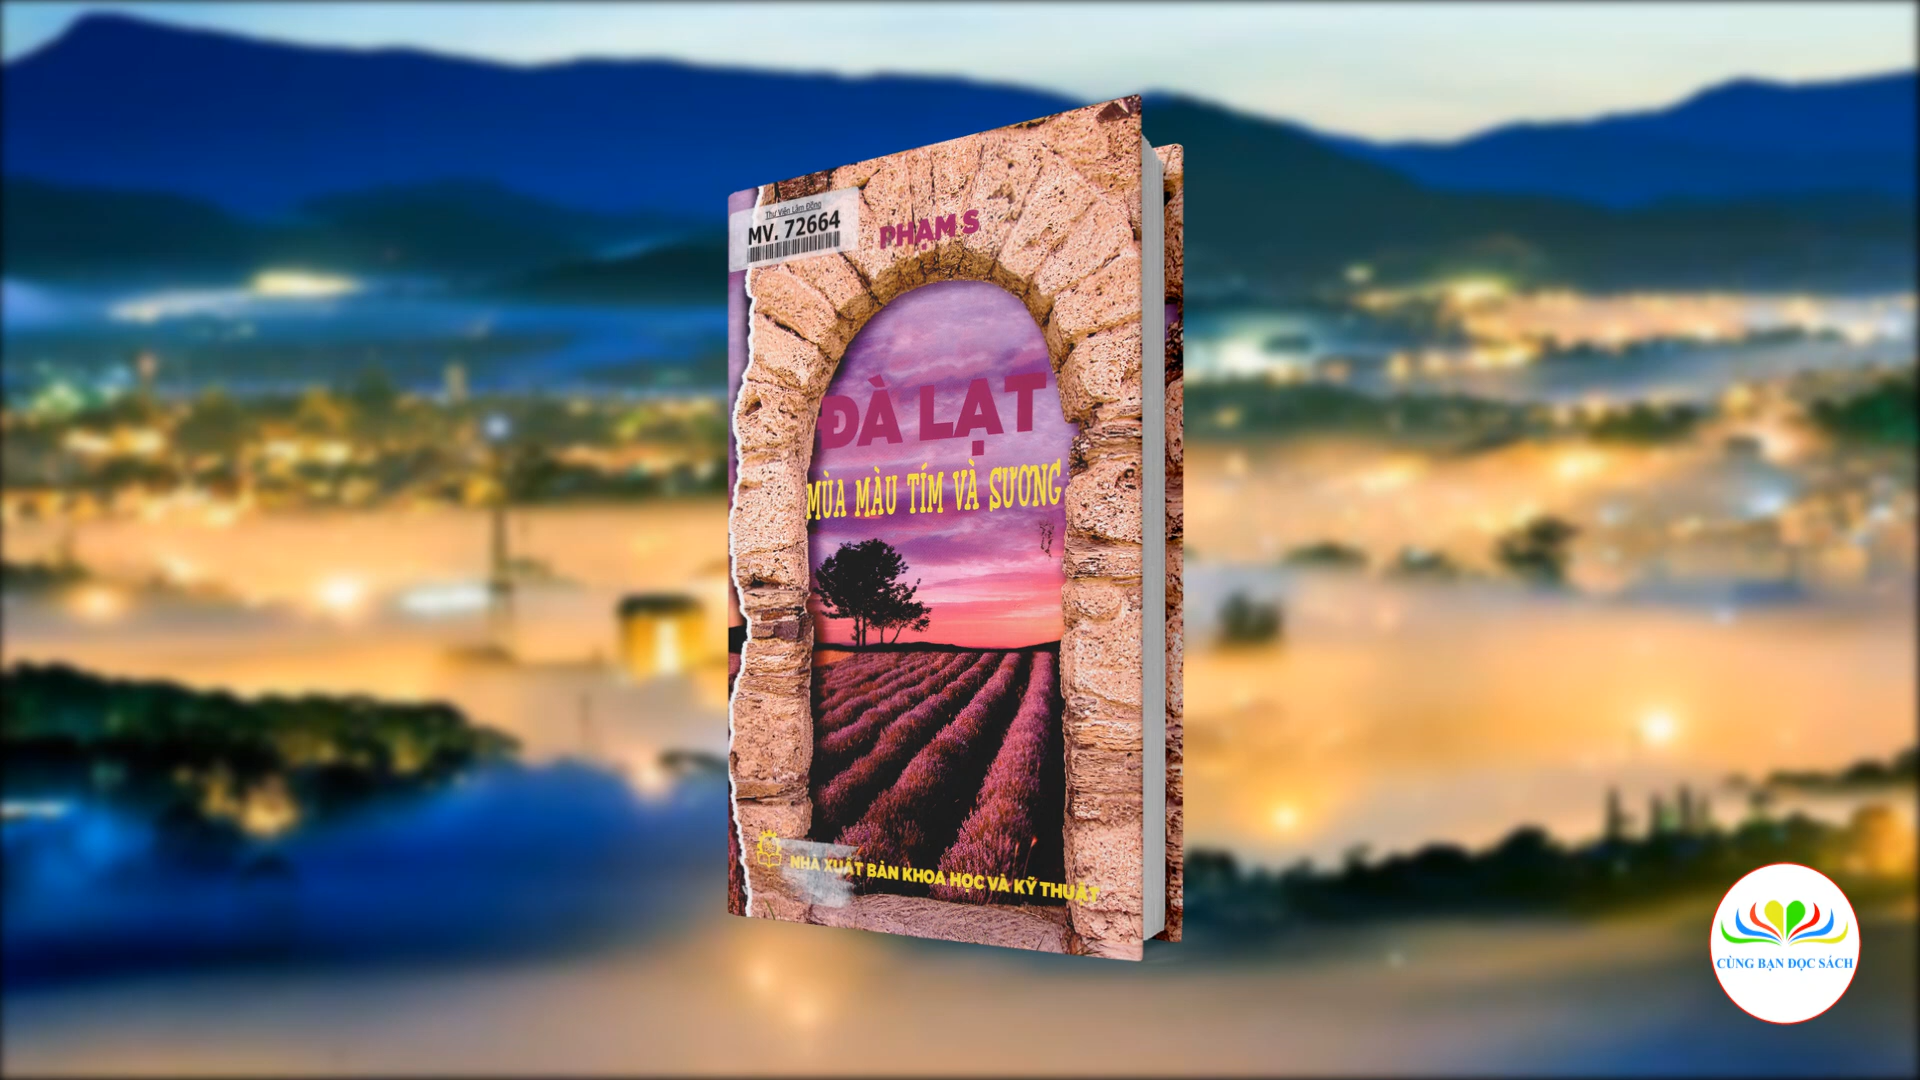 Thư Viện Lâm Đồng
MV. 72664
PHẠM S
ĐÀ LẠT
MÙA MÀU TÍM VÀ SƯƠNG
NHÀ XUẤT BẢN KHOA HỌC VÀ KỸ THUẬT
CÙNG BẠN ĐỌC SÁCH